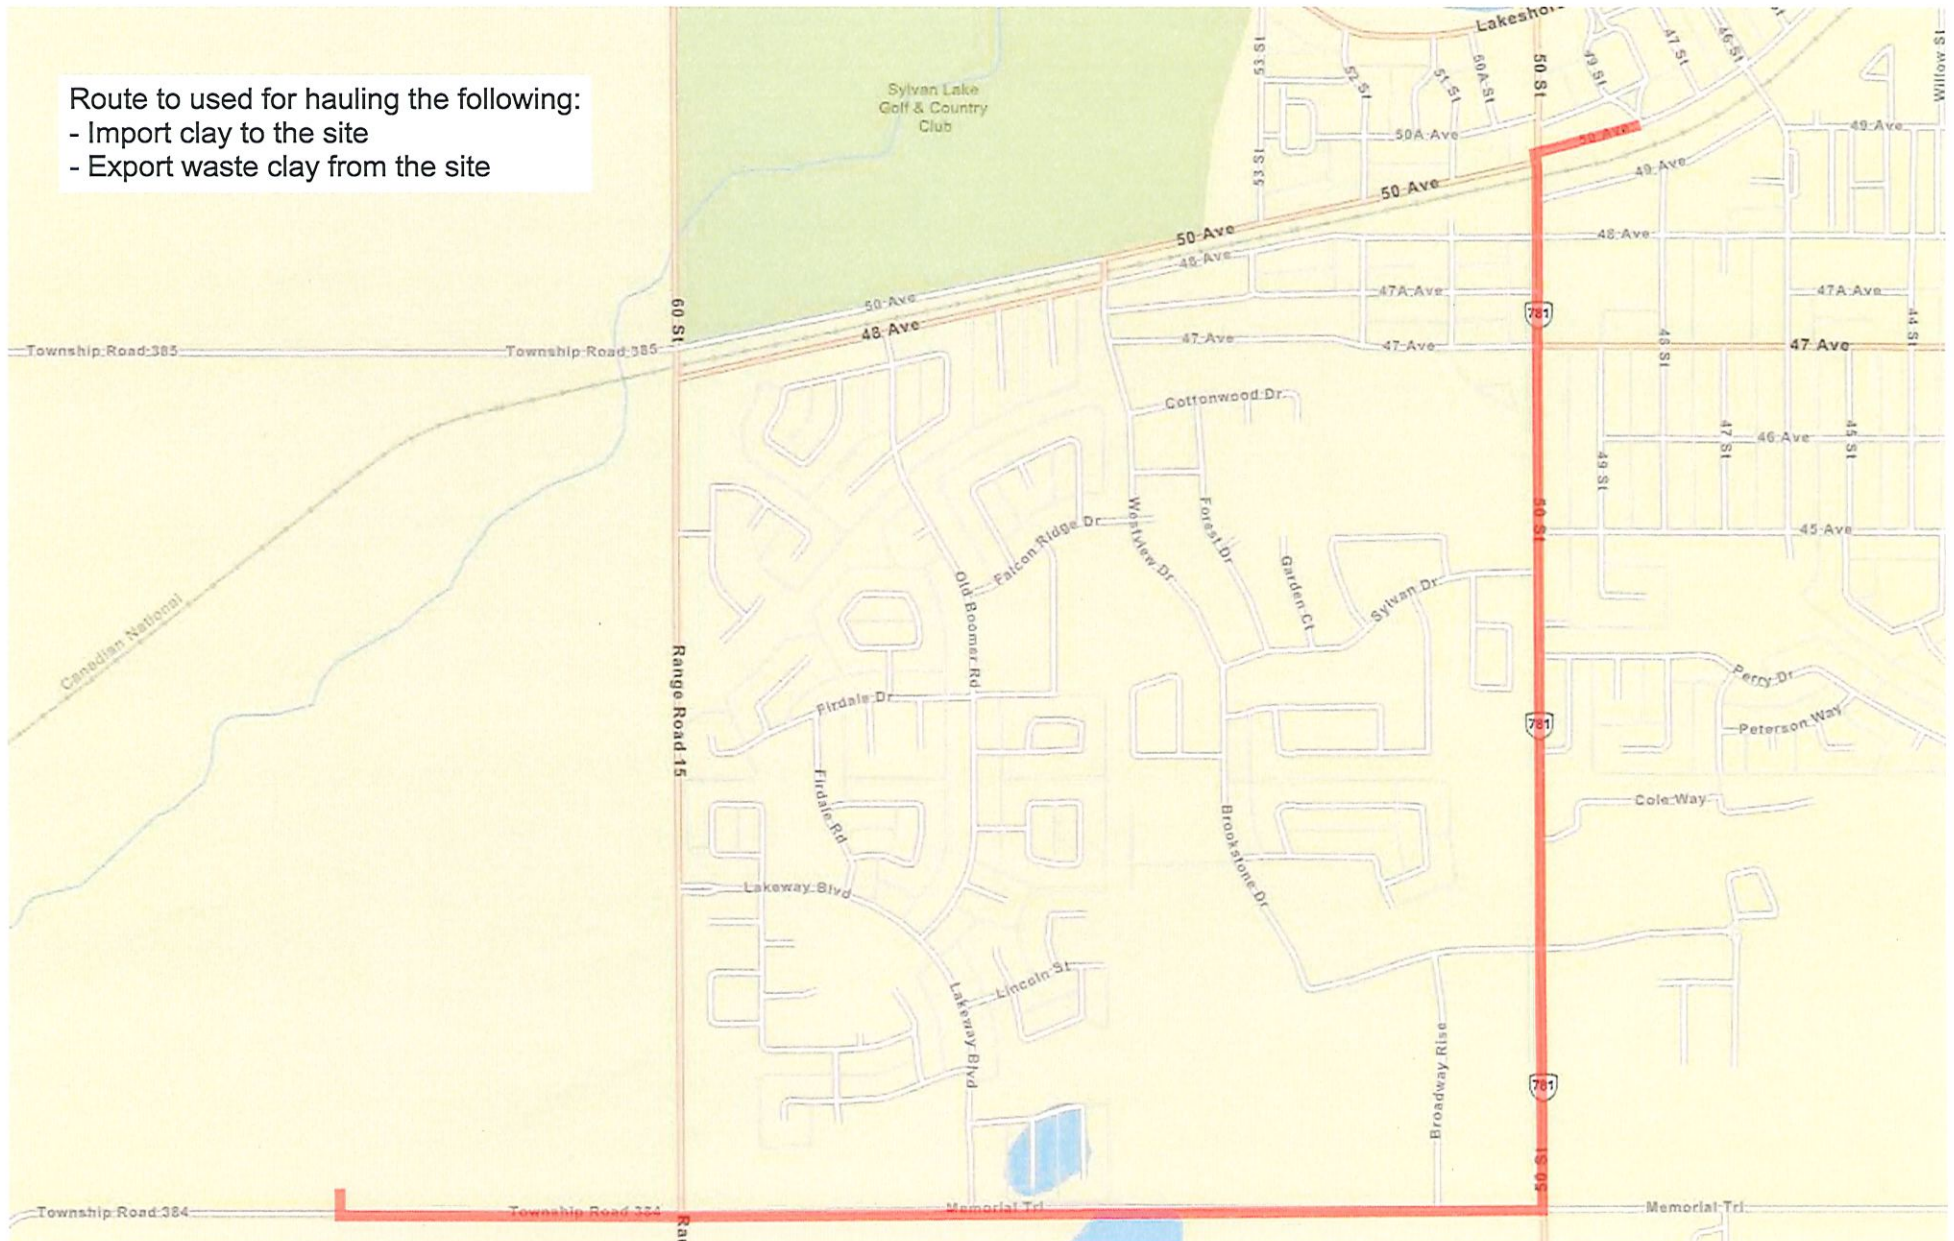 Route to used for hauling the following:
- Import clay to the site
- Export waste clay from the site
Sylvan Lake
Golf & Country
Club
53 St
52 St
51 St
50A St
50 St
49 St
47 St
46 St
Willow St
50A Ave
50 Ave
49 Ave
49 Ave
53 St
50 Ave
50 Ave
48 Ave
48 Ave
50 Ave
48 Ave
47A Ave
47A Ave
60 St
781
44 St
Township Road 385
Township Road 385
47 Ave
47 Ave
47 Ave
48 St
Cottonwood Dr
47 St
46 Ave
45 St
49 St
Westview Dr
Forest Dr
50 St
45 Ave
Falcon Ridge Dr
Garden Ct
Sylvan Dr
Old Boomer Rd
Canadian National
Range Road 15
Firdale Dr
Perry Dr
Peterson Way
781
Firdale Rd
Cole Way
Brookstone Dr
Lakeway Blvd
Lincoln St
Lakeway Blvd
Broadway Rise
781
50 St
Township Road 384
Township Road 384
Memorial Trl
Memorial Trl